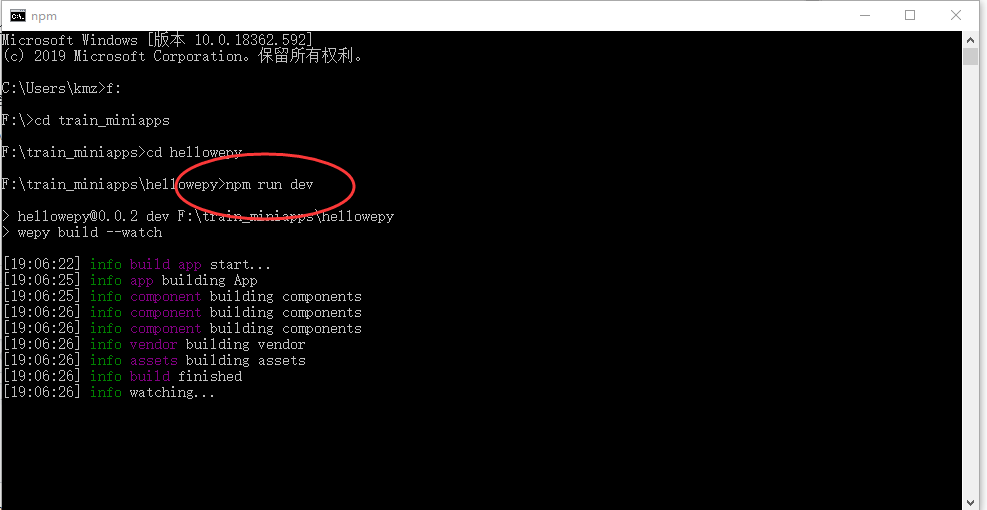 npm
Microsoft Windows [版本 10.0.18362.592]
(c) 2019 Microsoft Corporation。保留所有权利。
C:\Users\kmz>f:
F:\>cd train_miniapps
F:\train_miniapps>cd hellowepy
F:\train_miniapps\hellowepy>npm run dev
> hellowepy@0.0.2 dev F:\train_miniapps\hellowepy
> wepy build --watch
[19:06:22] info build app start...
[19:06:25] info app building App
[19:06:25] info component building components
[19:06:26] info component building components
[19:06:26] info component building components
[19:06:26] info vendor building vendor
[19:06:26] info assets building assets
[19:06:26] info build finished
[19:06:26] info watching...